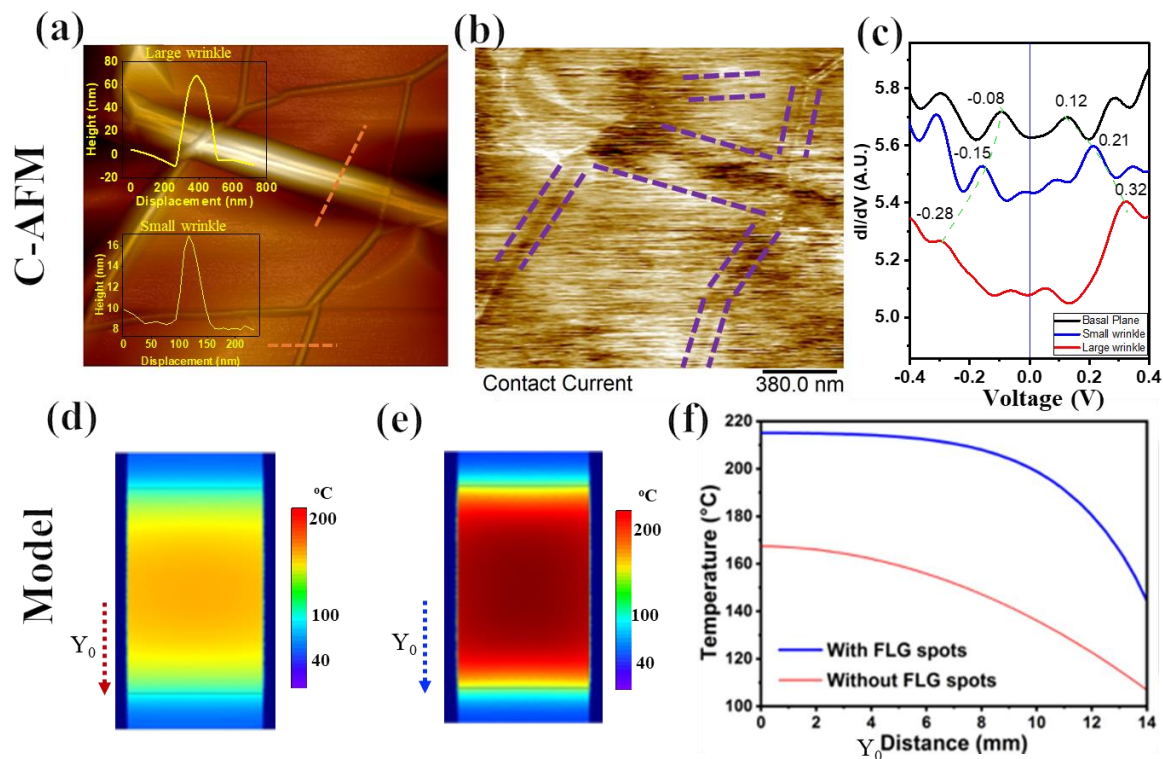 C-AFM
(a)
Large wrinkle
Height (nm)
80
60
40
20
0
-20
0 200 400 600 800
Displacement (nm)
Small wrinkle
Height (nm)
16
14
12
10
8
0 50 100 150 200
Displacement (nm)
(b)
Contact Current
380.0 nm
(c)
dI/dV (A.U.)
5.8
5.6
5.4
5.2
5.0
-0.08
0.12
-0.15
0.21
-0.28
0.32
Basal Plane
Small wrinkle
Large wrinkle
-0.4 -0.2 0.0 0.2 0.4
Voltage (V)
Model
(d)
Y0
°C
200
100
40
(e)
Y0
°C
200
100
40
(f)
Temperature (°C)
220
200
180
160
140
120
100
With FLG spots
Without FLG spots
0 2 4 6 8 10 12 14
Y0 Distance (mm)